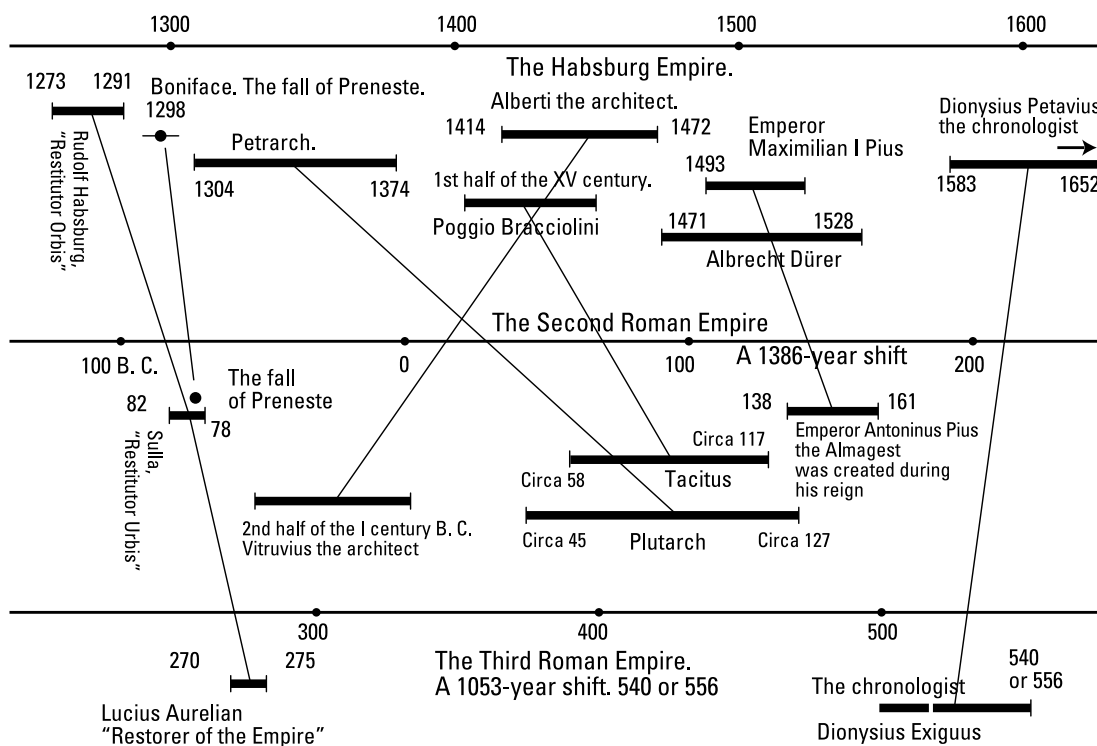 1300
1400
1500
1600
The Habsburg Empire.
1273
1291
Rudolf Habsburg,
“Restitutor Orbis”
Boniface. The fall of Preneste.
1298
Petrarch.
1304
1374
Alberti the architect.
1414
1472
1st half of the XV century.
Poggio Bracciolini
Emperor
Maximilian I Pius
1493
1471
1528
Albrecht Dürer
Dionysius Petavius
the chronologist
1583
1652
The Second Roman Empire
100 B. C.
0
100
200
A 1386-year shift
82
78
Sulla,
“Restitutor Urbis”
The fall
of Preneste
2nd half of the I century B. C.
Vitruvius the architect
Circa 117
Circa 58
Tacitus
Circa 45
Plutarch
Circa 127
138
161
Emperor Antoninus Pius
the Almagest
was created during
his reign
300
400
500
The Third Roman Empire.
A 1053-year shift. 540 or 556
270
275
Lucius Aurelian
“Restorer of the Empire”
The chronologist
Dionysius Exiguus
540
or 556